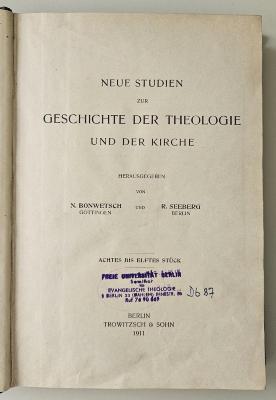 NEUE STUDIEN
ZUR
GESCHICHTE DER THEOLOGIE
UND DER KIRCHE
HERAUSGEGEBEN
VON
N. BONWETSCH UND R. SEEBERG
GÖTTINGEN BERLIN
ACHTES BIS ELFTES STÜCK
FREIE UNIVERSITÄT BERLIN
Seminar
EVANGELISCHE THEOLOGIE
Db 87
BERLIN
TROWITZSCH & SOHN
1911